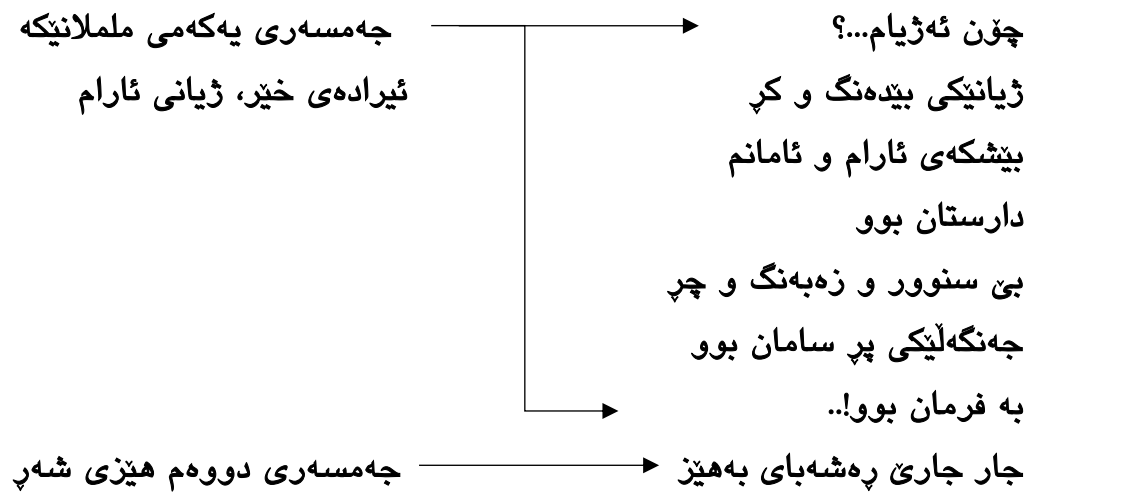 چۆن ئەژیام...؟ جەمسەری یەکەمی ململانێکە
ژیانێکی بێدەنگ و کڕ ئیرادەی خێر، ژیانی ئارام
بێشکەی ئارام و ئامانم
دارستان بوو
بێ سنوور و زەبەنگ و چڕ
جەنگەڵێکی پڕ سامان بوو
بە فرمان بوو!..
جار جارێ ڕەشەبای بەهێز جەمسەری دووەم هێزی شەڕ